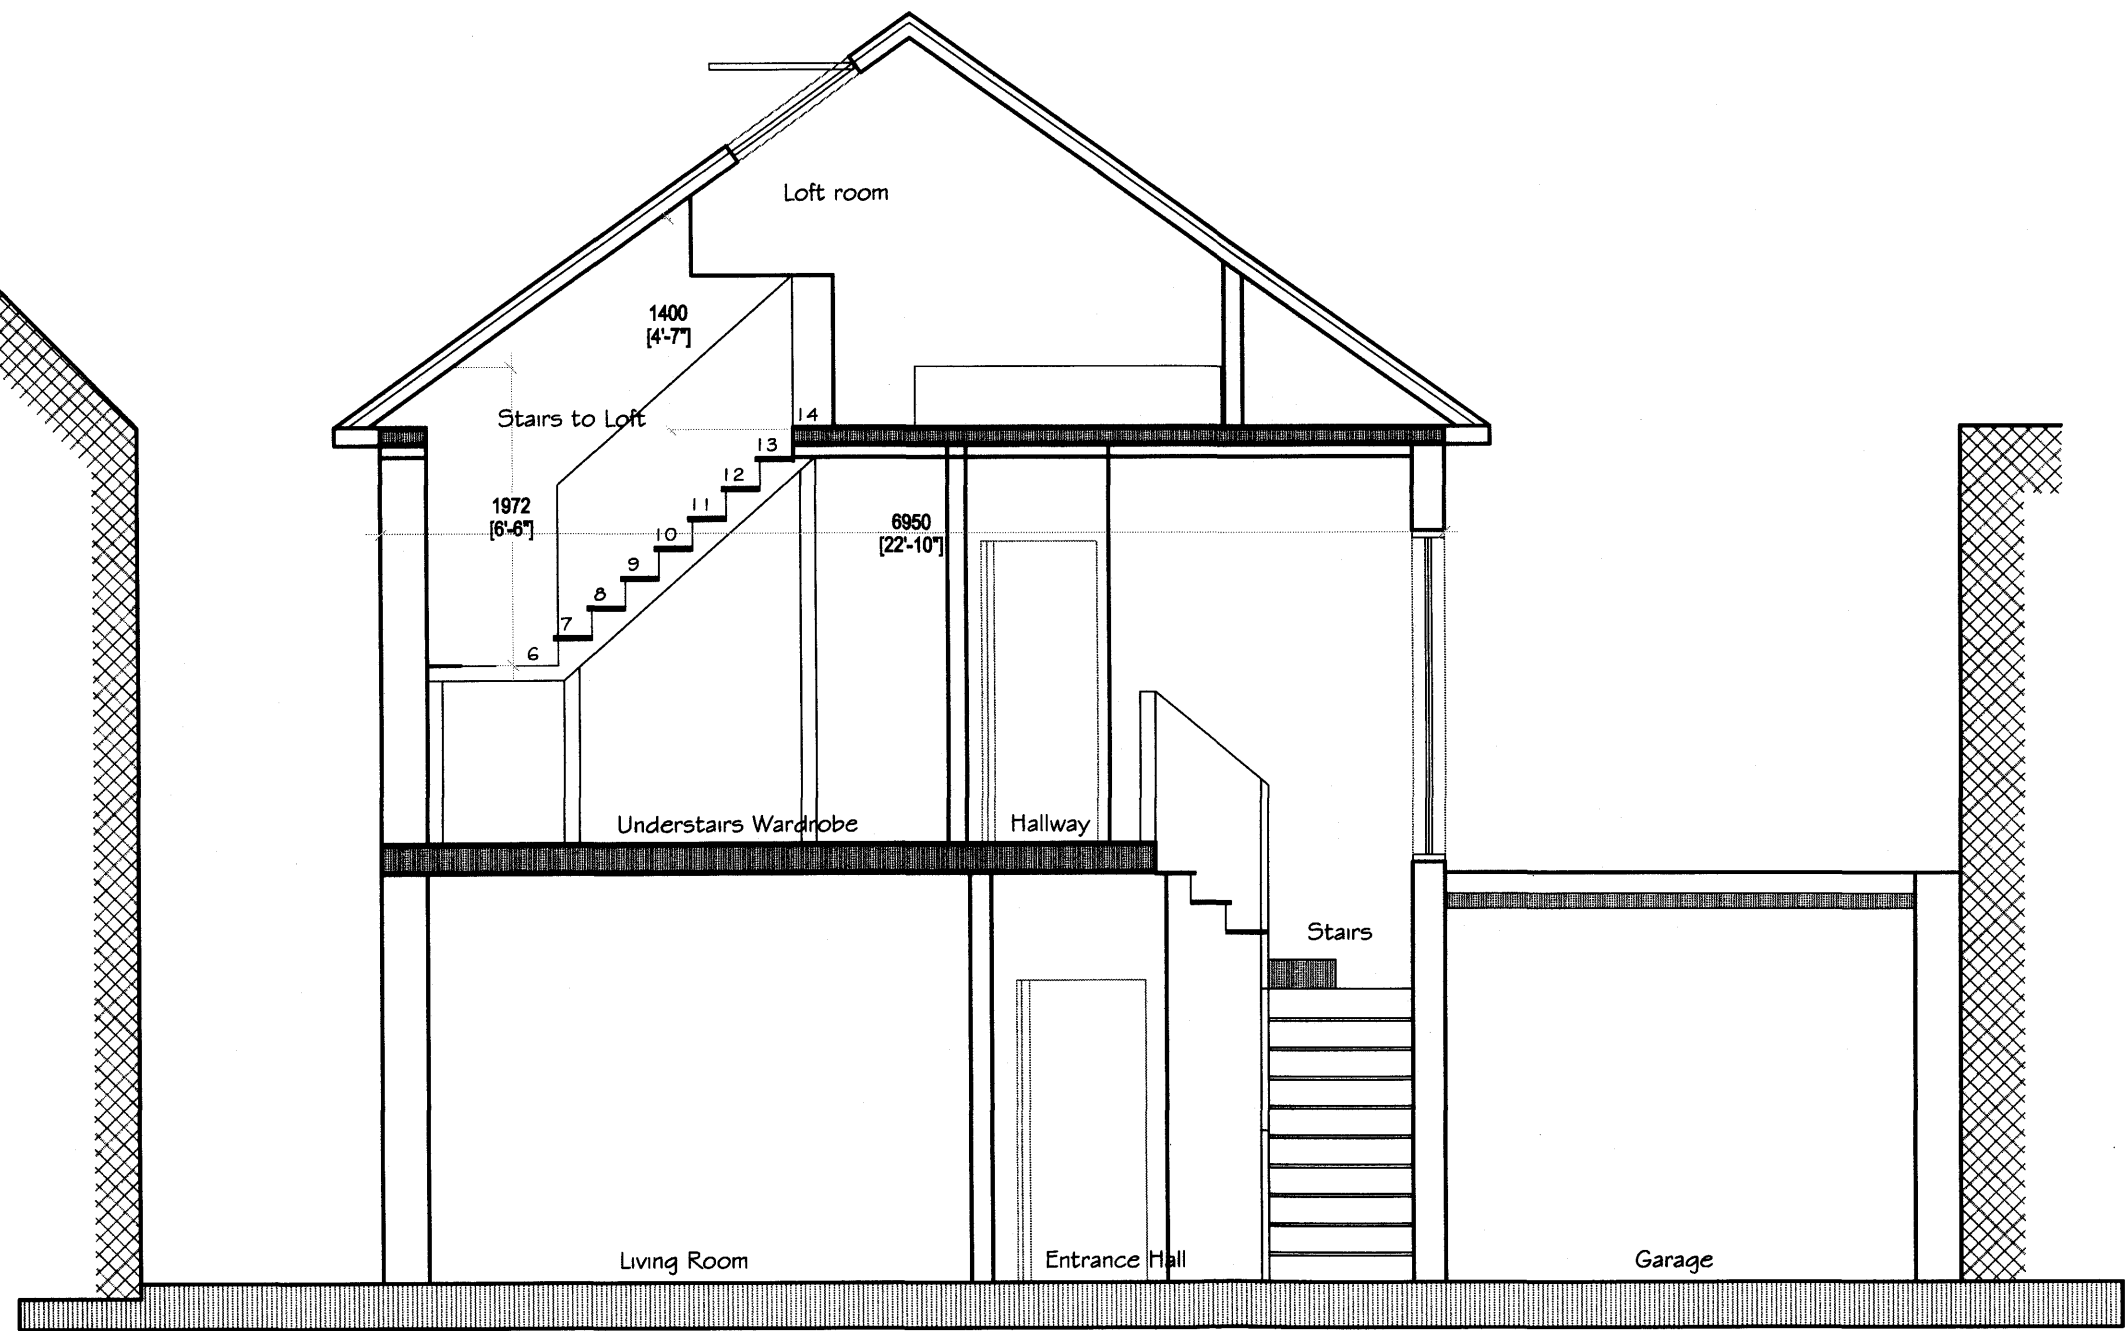 Loft room
1400
[4'-7"]
Stairs to Loft
14
13
12
1972
[6'-6"]
11
6950
[22'-10"]
10
9
8
7
6
Understairs Wardrobe
Hallway
Stairs
Living Room
Entrance Hall
Garage